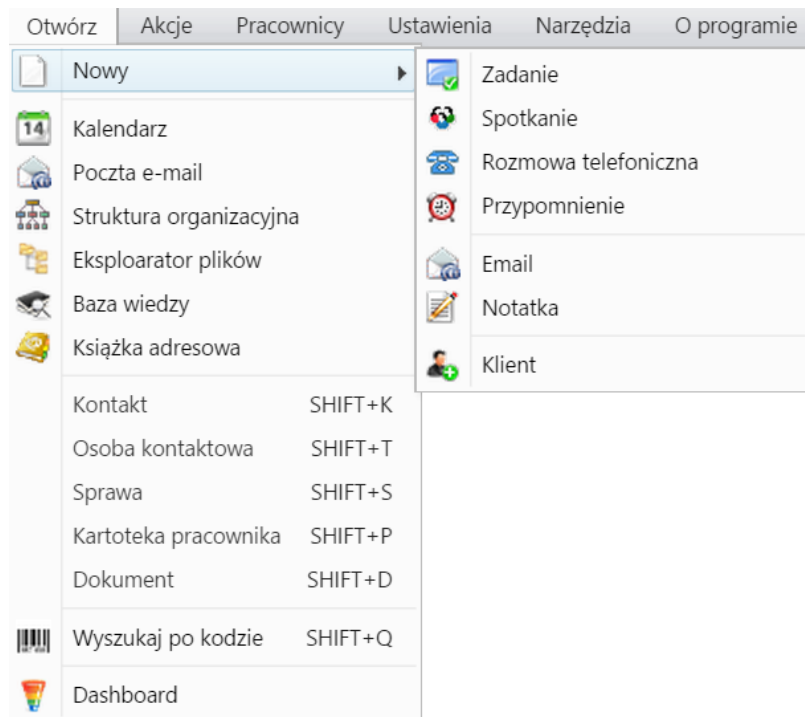 Otwórz Akcje Pracownicy Ustawienia Narzędzia O programie
Nowy
Kalendarz
14
Poczta e-mail
Struktura organizacyjna
Eksploarator plików
Baza wiedzy
Książka adresowa
Kontakt SHIFT+K
Osoba kontaktowa SHIFT+T
Sprawa SHIFT+S
Kartoteka pracownika SHIFT+P
Dokument SHIFT+D
Wyszukaj po kodzie SHIFT+Q
Dashboard
Zadanie
Spotkanie
Rozmowa telefoniczna
Przypomnienie
Email
Notatka
Klient